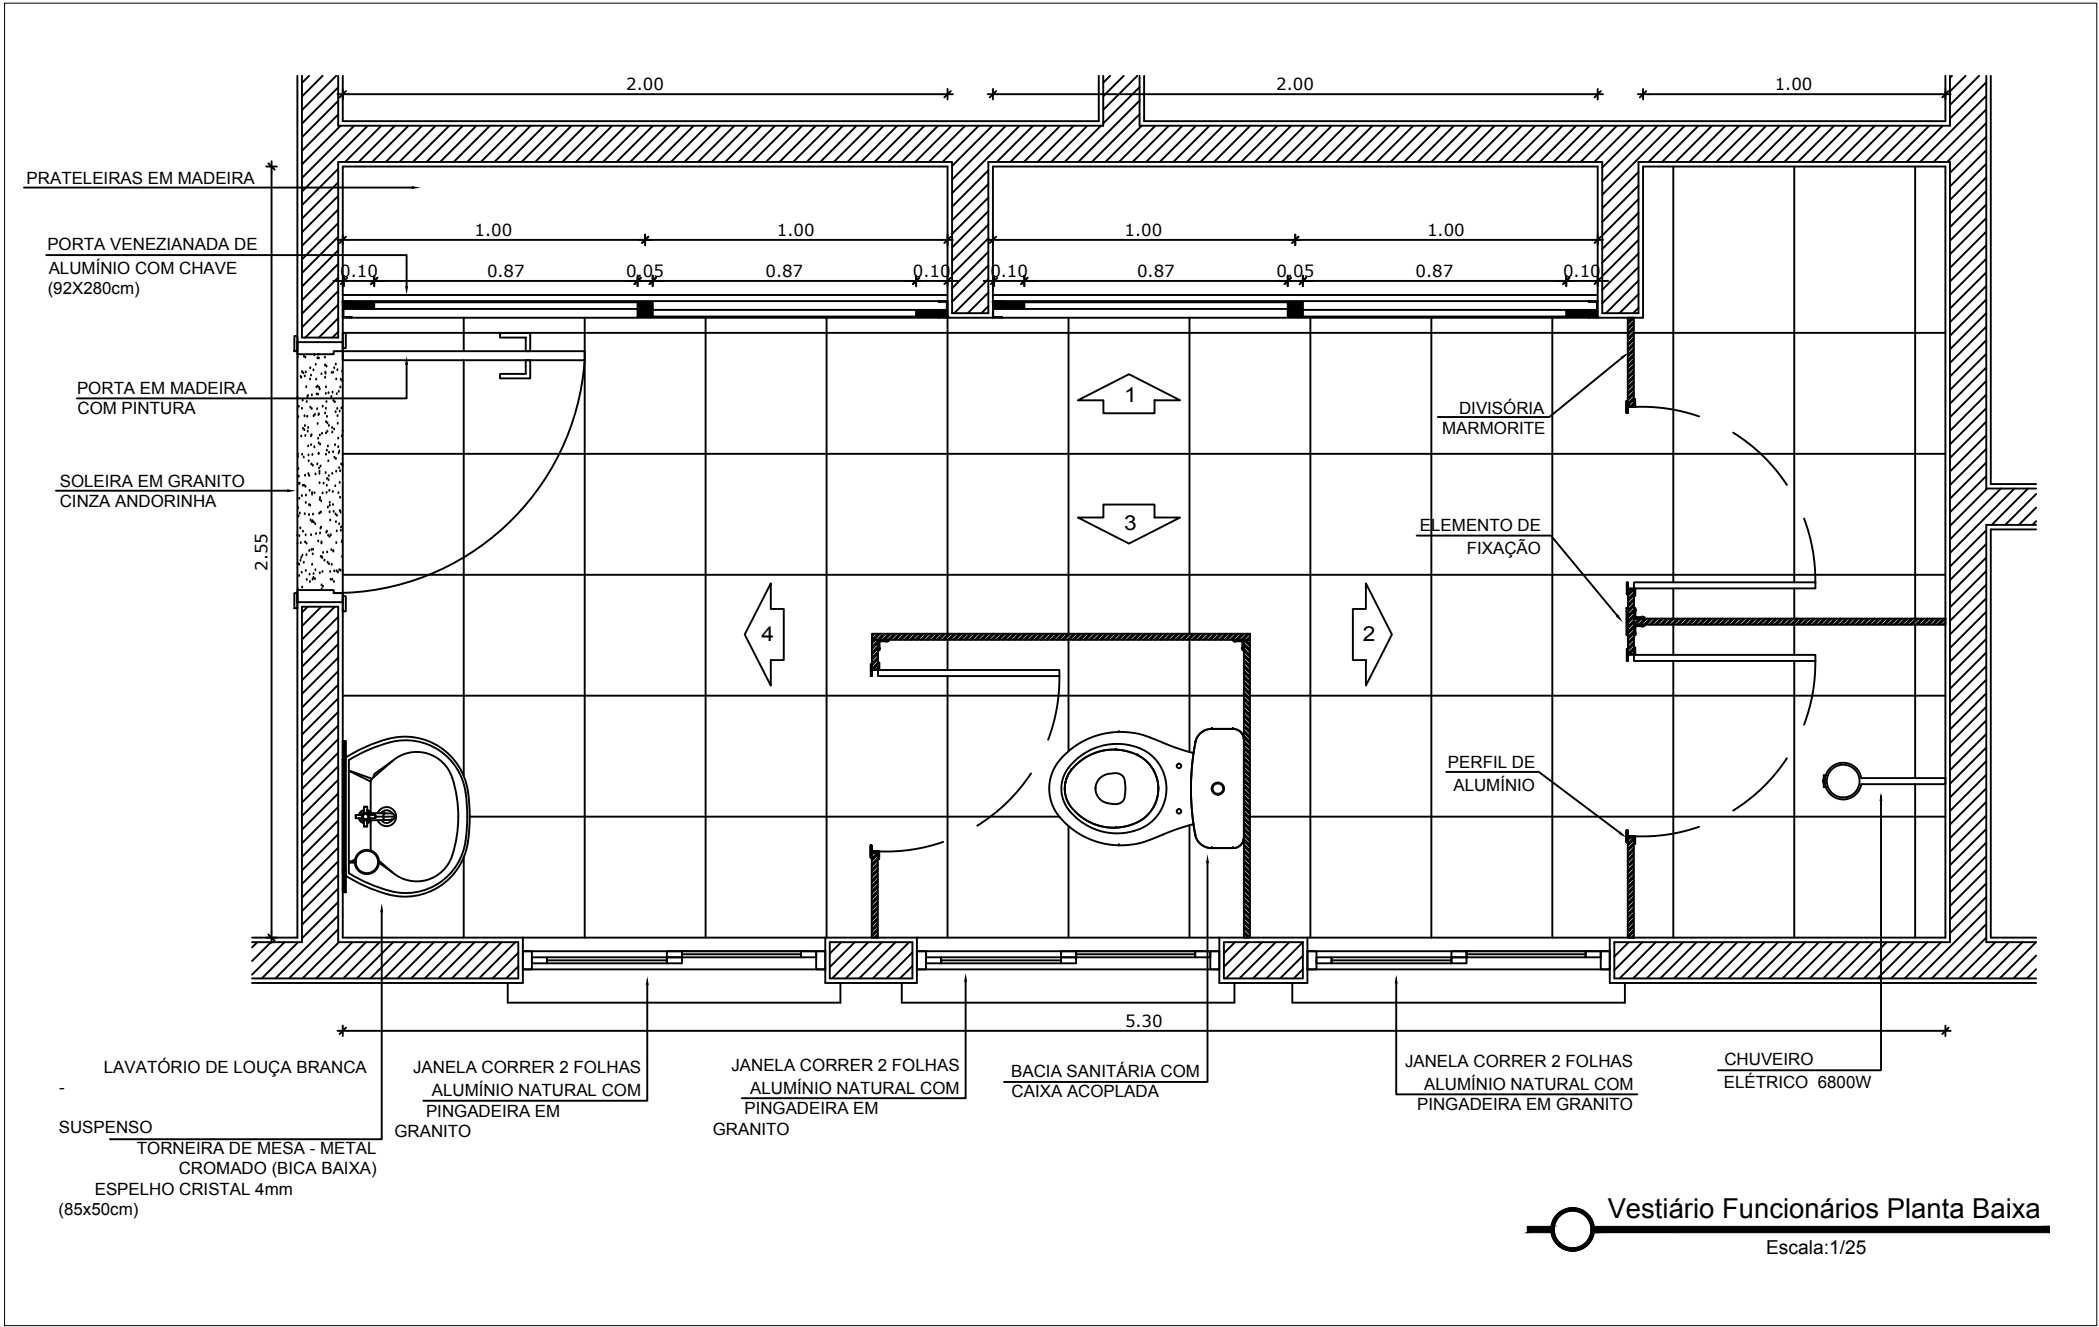 2.00
2.00
1.00
PRATELEIRAS EM MADEIRA
PORTA VENEZIANADA DE
ALUMÍNIO COM CHAVE
(92X280cm)
1.00
1.00
1.00
1.00
0.10
0.87
0.05
0.87
0.10
0.10
0.87
0.05
0.87
0.10
PORTA EM MADEIRA
COM PINTURA
1
DIVISÓRIA
MARMORITE
SOLEIRA EM GRANITO
CINZA ANDORINHA
2.55
3
ELEMENTO DE
FIXAÇÃO
4
2
PERFIL DE
ALUMÍNIO
5.30
LAVATÓRIO DE LOUÇA BRANCA
-
SUSPENSO
TORNEIRA DE MESA - METAL
CROMADO (BICA BAIXA)
ESPELHO CRISTAL 4mm
(85x50cm)
JANELA CORRER 2 FOLHAS
ALUMÍNIO NATURAL COM
PINGADEIRA EM
GRANITO
JANELA CORRER 2 FOLHAS
ALUMÍNIO NATURAL COM
PINGADEIRA EM
GRANITO
BACIA SANITÁRIA COM
CAIXA ACOPLADA
JANELA CORRER 2 FOLHAS
ALUMÍNIO NATURAL COM
PINGADEIRA EM GRANITO
CHUVEIRO
ELÉTRICO 6800W
Vestiário Funcionários Planta Baixa
Escala:1/25